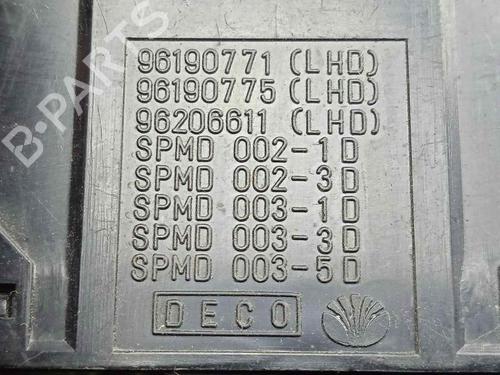 96190771 (LHD)
96190775 (LHD)
96206611 (LHD)
SPMD 002-1D
SPMD 002-3D
SPMD 003-1D
SPMD 003-3D
SPMD 003-5D
DECO
B-PARTS